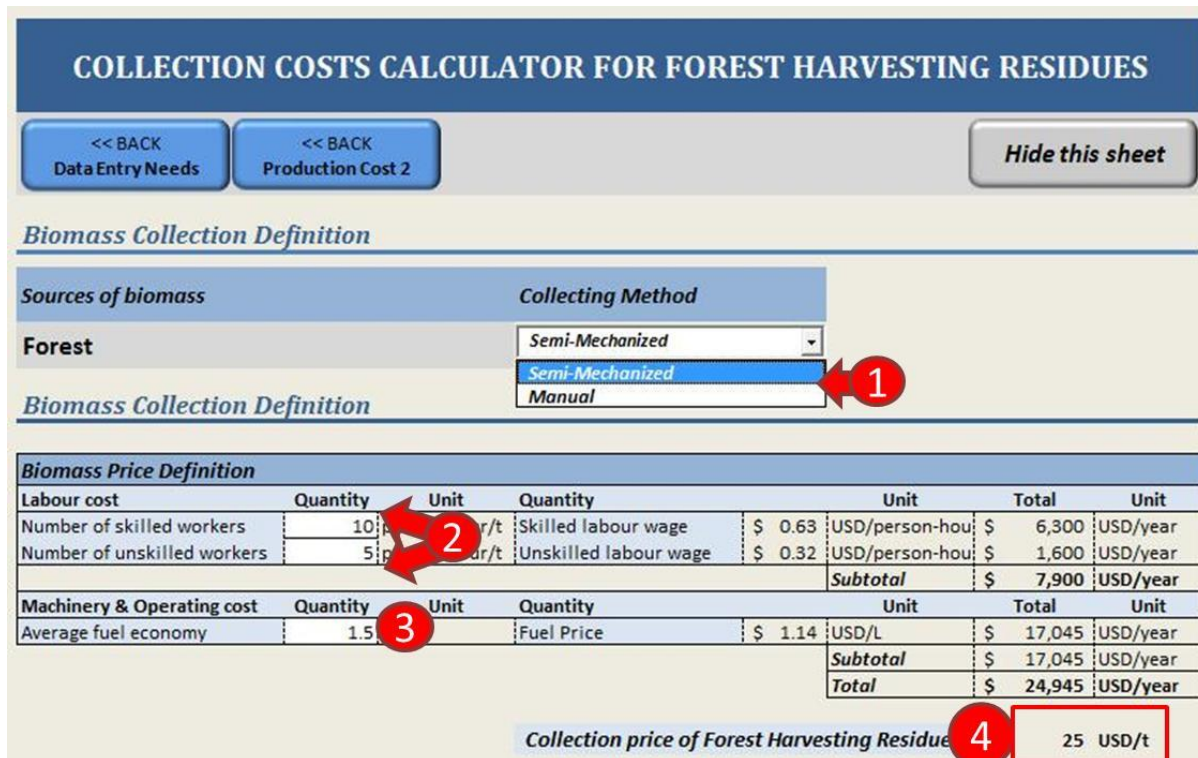 COLLECTION COSTS CALCULATOR FOR FOREST HARVESTING RESIDUES
<< BACK
Data Entry Needs
<< BACK
Production Cost 2
Hide this sheet
Biomass Collection Definition
Sources of biomass Collecting Method
Forest Semi-Mechanized
Semi-Mechanized
Manual
1
Biomass Collection Definition
Biomass Price Definition
Labour cost Quantity Unit Quantity Unit Total Unit
Number of skilled workers 10 Skilled labour wage $ 0.63 USD/person-hou $ 6,300 USD/year
2
Number of unskilled workers 5 Unskilled labour wage $ 0.32 USD/person-hou $ 1,600 USD/year
Subtotal $ 7,900 USD/year
Machinery & Operating cost Quantity Unit Quantity Unit Total Unit
Average fuel economy 1.5 3 Fuel Price $ 1.14 USD/L $ 17,045 USD/year
Subtotal $ 17,045 USD/year
Total $ 24,945 USD/year
Collection price of Forest Harvesting Residue 4 25 USD/t